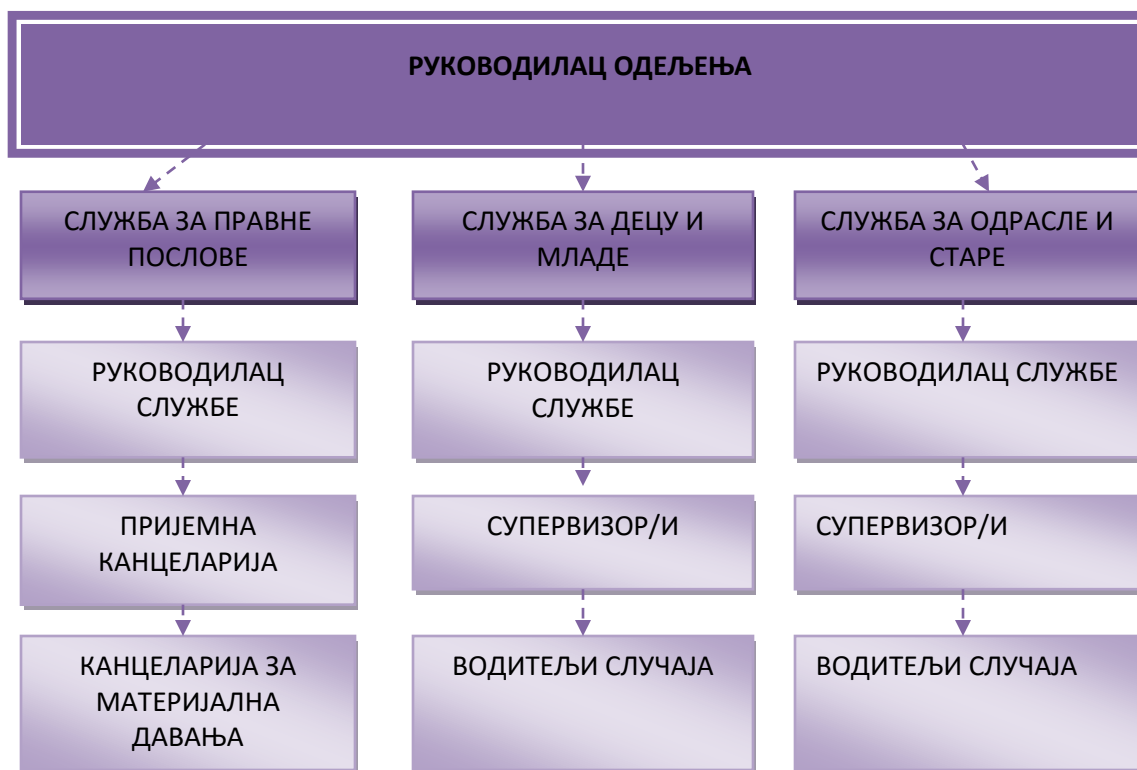 РУКОВОДИЛАЦ ОДЕЉЕЊА
СЛУЖБА ЗА ПРАВНЕ
ПОСЛОВЕ
СЛУЖБА ЗА ДЕЦУ И
МЛАДЕ
СЛУЖБА ЗА ОДРАСЛЕ И
СТАРЕ
РУКОВОДИЛАЦ
СЛУЖБЕ
РУКОВОДИЛАЦ
СЛУЖБЕ
РУКОВОДИЛАЦ СЛУЖБЕ
ПРИЈЕМНА
КАНЦЕЛАРИЈА
СУПЕРВИЗОР/И
СУПЕРВИЗОР/И
КАНЦЕЛАРИЈА ЗА
МАТЕРИЈАЛНА
ДАВАЊА
ВОДИТЕЉИ СЛУЧАЈА
ВОДИТЕЉИ СЛУЧАЈА